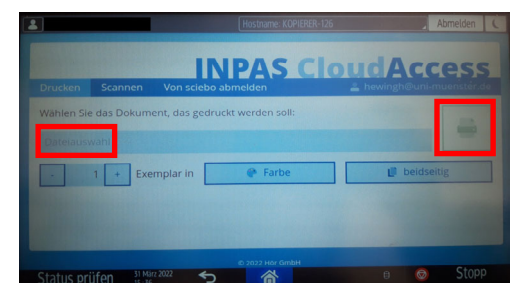 Hostname: KOPIERER-126
Abmelden
INPAS CloudAccess
Drucken Scannen Von sciebo abmelden hewingh@uni-muenster.de
Wählen Sie das Dokument, das gedruckt werden soll:
Dateiauswahl
- 1 + Exemplar in Farbe beidseitig
© 2022 Hör GmbH
Status prüfen 31 März 2022 Stopp